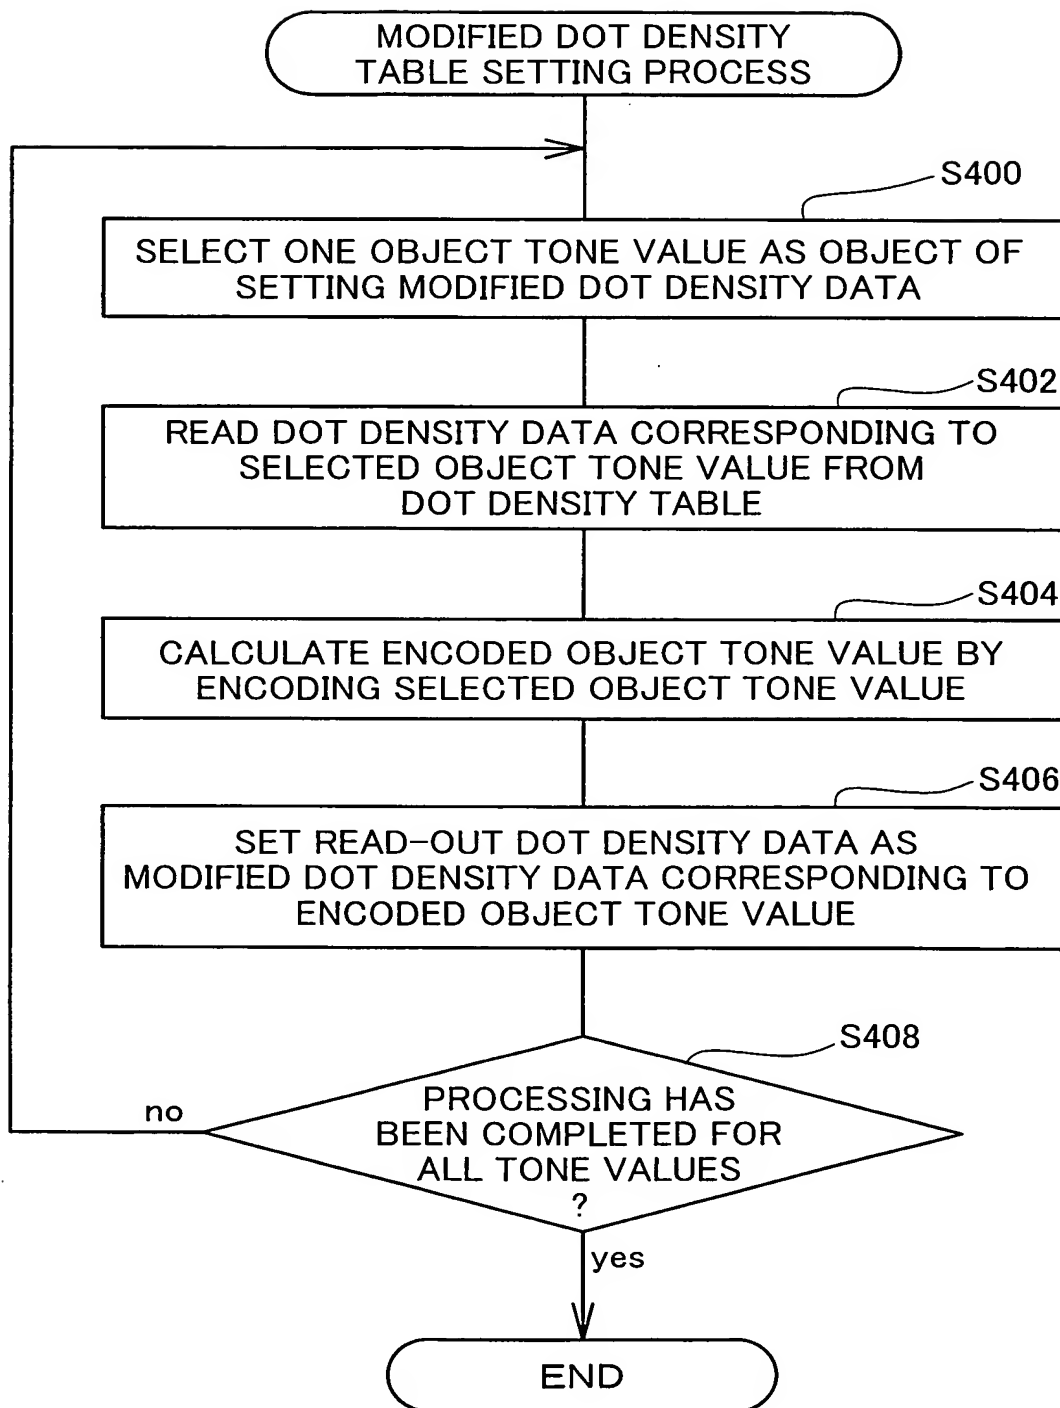 MODIFIED DOT DENSITY
TABLE SETTING PROCESS
S400
SELECT ONE OBJECT TONE VALUE AS OBJECT OF
SETTING MODIFIED DOT DENSITY DATA
S402
READ DOT DENSITY DATA CORRESPONDING TO
SELECTED OBJECT TONE VALUE FROM
DOT DENSITY TABLE
S404
CALCULATE ENCODED OBJECT TONE VALUE BY
ENCODING SELECTED OBJECT TONE VALUE
S406
SET READ-OUT DOT DENSITY DATA AS
MODIFIED DOT DENSITY DATA CORRESPONDING TO
ENCODED OBJECT TONE VALUE
S408
no
PROCESSING HAS
BEEN COMPLETED FOR
ALL TONE VALUES
?
yes
END